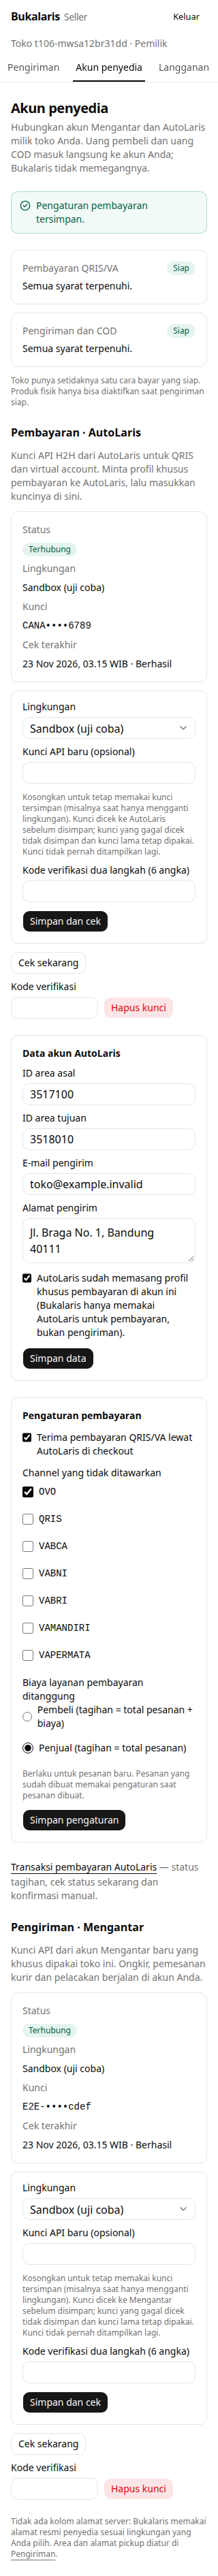 Bukalaris Seller
Keluar
Toko t106-mwsa12br31dd · Pemilik
Pengiriman
Akun penyedia
Langganan
Akun penyedia
Hubungkan akun Mengantar dan AutoLaris
milik toko Anda. Uang pembeli dan uang
COD masuk langsung ke akun Anda;
Bukalaris tidak memegangnya.
Pengaturan pembayaran
tersimpan.
Pembayaran QRIS/VA
Siap
Semua syarat terpenuhi.
Pengiriman dan COD
Siap
Semua syarat terpenuhi.
Toko punya setidaknya satu cara bayar yang siap.
Produk fisik hanya bisa diaktifkan saat pengiriman
siap.
Pembayaran · AutoLaris
Kunci API H2H dari AutoLaris untuk QRIS
dan virtual account. Minta profil khusus
pembayaran ke AutoLaris, lalu masukkan
kuncinya di sini.
Status
Terhubung
Lingkungan
Sandbox (uji coba)
Kunci
CANA••••6789
Cek terakhir
23 Nov 2026, 03.15 WIB · Berhasil
Lingkungan
Sandbox (uji coba)
Kunci API baru (opsional)
Kosongkan untuk tetap memakai kunci
tersimpan (misalnya saat hanya mengganti
lingkungan). Kunci dicek ke AutoLaris
sebelum disimpan; kunci yang gagal dicek
tidak disimpan dan kunci lama tetap dipakai.
Kunci tidak pernah ditampilkan lagi.
Kode verifikasi dua langkah (6 angka)
Simpan dan cek
Cek sekarang
Kode verifikasi
Hapus kunci
Data akun AutoLaris
ID area asal
3517100
ID area tujuan
3518010
E-mail pengirim
toko@example.invalid
Alamat pengirim
Jl. Braga No. 1, Bandung
40111
AutoLaris sudah memasang profil
khusus pembayaran di akun ini
(Bukalaris hanya memakai
AutoLaris untuk pembayaran,
bukan pengiriman).
Simpan data
Pengaturan pembayaran
Terima pembayaran QRIS/VA lewat
AutoLaris di checkout
Channel yang tidak ditawarkan
OVO
QRIS
VABCA
VABNI
VABRI
VAMANDIRI
VAPERMATA
Biaya layanan pembayaran
ditanggung
Pembeli (tagihan = total pesanan +
biaya)
Penjual (tagihan = total pesanan)
Berlaku untuk pesanan baru. Pesanan yang
sudah dibuat memakai pengaturan saat
pesanan dibuat.
Simpan pengaturan
Transaksi pembayaran AutoLaris — status
tagihan, cek status sekarang dan
konfirmasi manual.
Pengiriman · Mengantar
Kunci API dari akun Mengantar baru yang
khusus dipakai toko ini. Ongkir, pemesanan
kurir dan pelacakan berjalan di akun Anda.
Status
Terhubung
Lingkungan
Sandbox (uji coba)
Kunci
E2E-••••cdef
Cek terakhir
23 Nov 2026, 03.15 WIB · Berhasil
Lingkungan
Sandbox (uji coba)
Kunci API baru (opsional)
Kosongkan untuk tetap memakai kunci
tersimpan (misalnya saat hanya mengganti
lingkungan). Kunci dicek ke Mengantar
sebelum disimpan; kunci yang gagal dicek
tidak disimpan dan kunci lama tetap dipakai.
Kunci tidak pernah ditampilkan lagi.
Kode verifikasi dua langkah (6 angka)
Simpan dan cek
Cek sekarang
Kode verifikasi
Hapus kunci
Tidak ada kolom alamat server: Bukalaris memakai
alamat resmi penyedia sesuai lingkungan yang
Anda pilih. Area dan alamat pickup diatur di
Pengiriman.